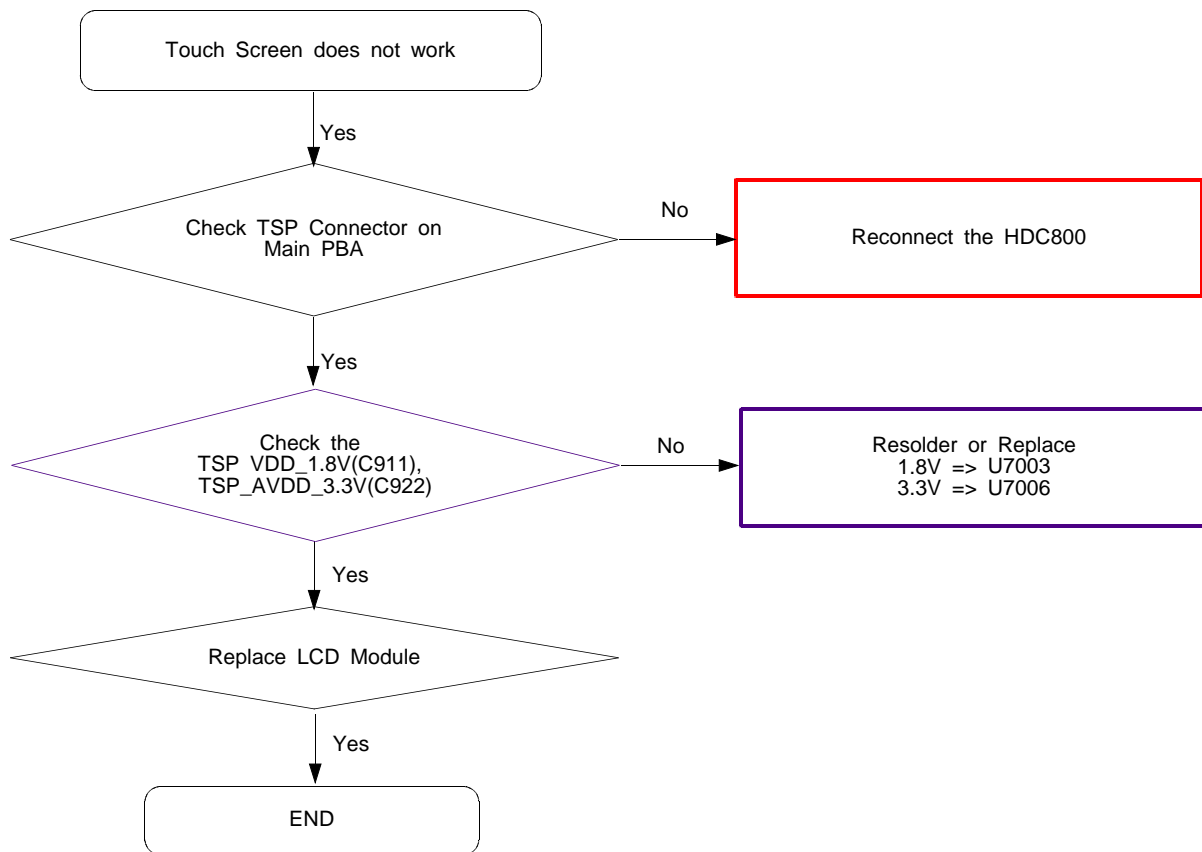 Touch Screen does not work
Yes
Check TSP Connector on
Main PBA
No
Reconnect the HDC800
Yes
Check the
TSP VDD_1.8V(C911),
TSP_AVDD_3.3V(C922)
No
Resolder or Replace
1.8V => U7003
3.3V => U7006
Yes
Replace LCD Module
Yes
END